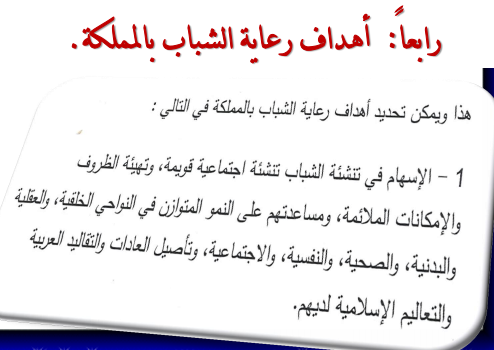 رابعاً: أهداف رعاية الشباب بالمملكة.
هذا ويمكن تحديد أهداف رعاية الشباب بالمملكة في التالي :
1 – الإسهام في تنشئة الشباب تنشئة اجتماعية قويمة، وتهيئة الظروف
والإمكانات الملائمة، ومساعدتهم على النمو المتوازن في النواحي الخلقية، والعقلية
والبدنية، والصحية، والنفسية، والاجتماعية، وتأصيل العادات والتقاليد العربية
والتعاليم الإسلامية لديهم.